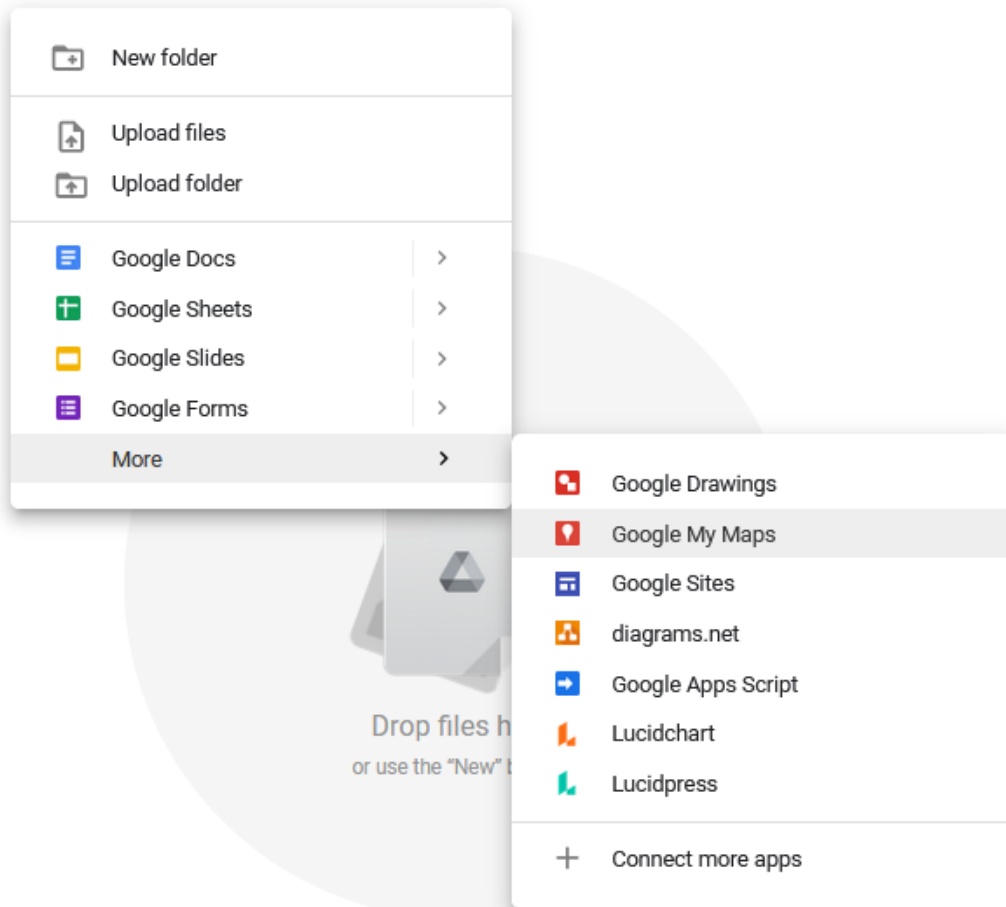 New folder
Upload files
Upload folder
Google Docs
Google Sheets
Google Slides
Google Forms
More
Google Drawings
Google My Maps
Google Sites
diagrams.net
Google Apps Script
Lucidchart
Lucidpress
Connect more apps
Drop files h
or use the “New”